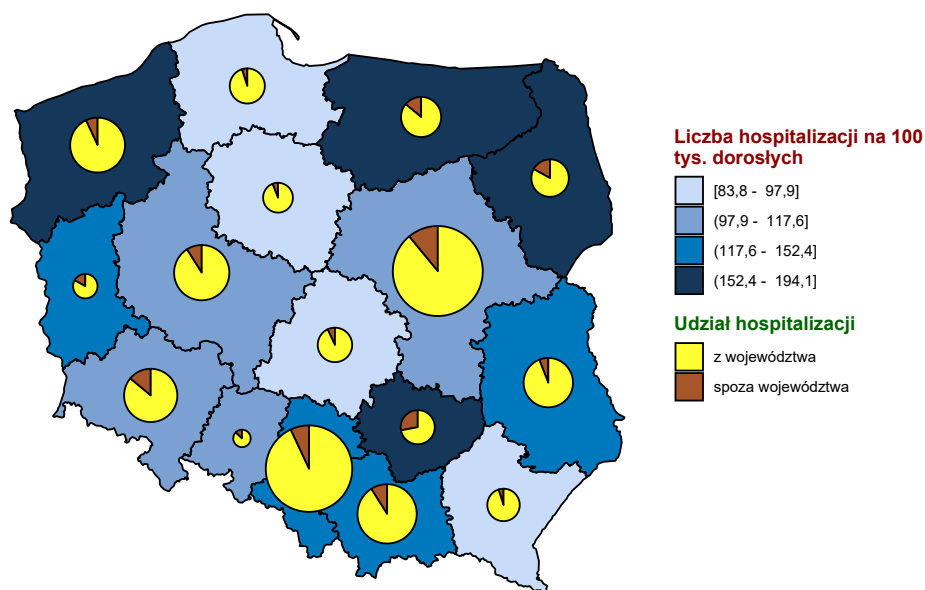 Liczba hospitalizacji na 100
tys. dorosłych
[83,8 - 97,9]
(97,9 - 117,6]
(117,6 - 152,4]
(152,4 - 194,1]
Udział hospitalizacji
z województwa
spoza województwa